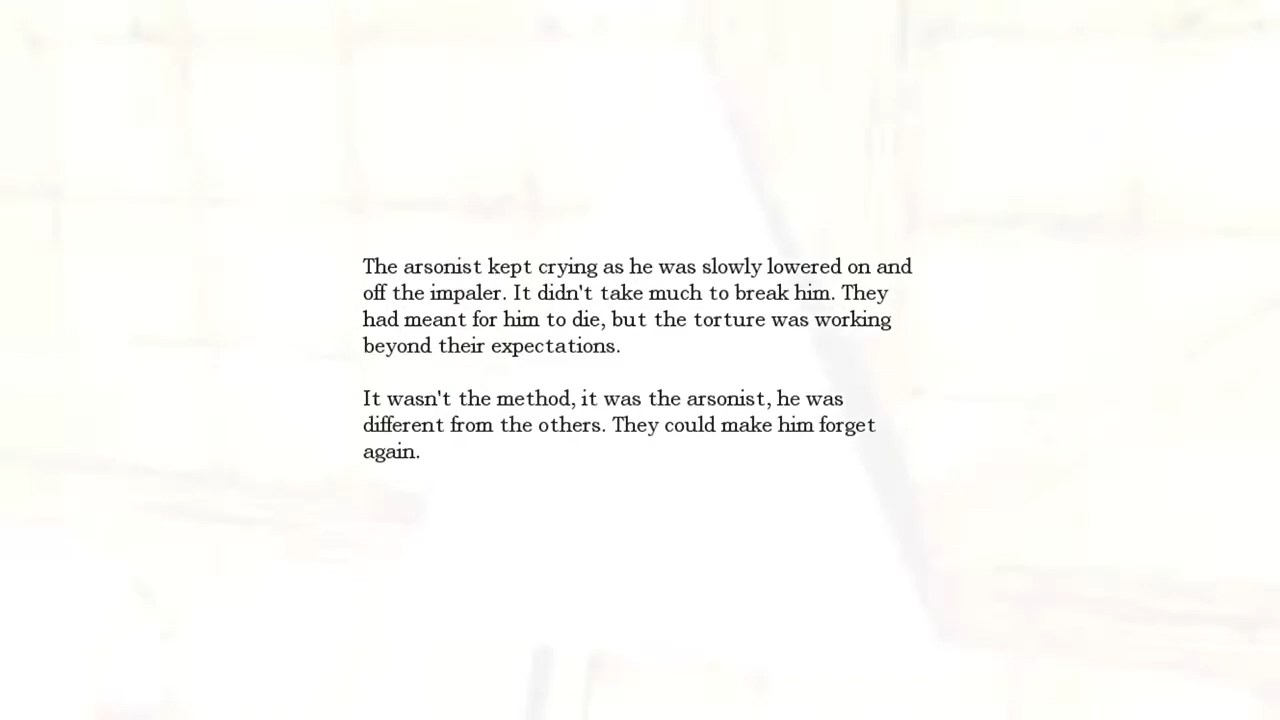 The arsonist kept crying as he was slowly lowered on and
off the impaler. It didn't take much to break him. They
had meant for him to die, but the torture was working
beyond their expectations.
It wasn't the method, it was the arsonist, he was
different from the others. They could make him forget
again.